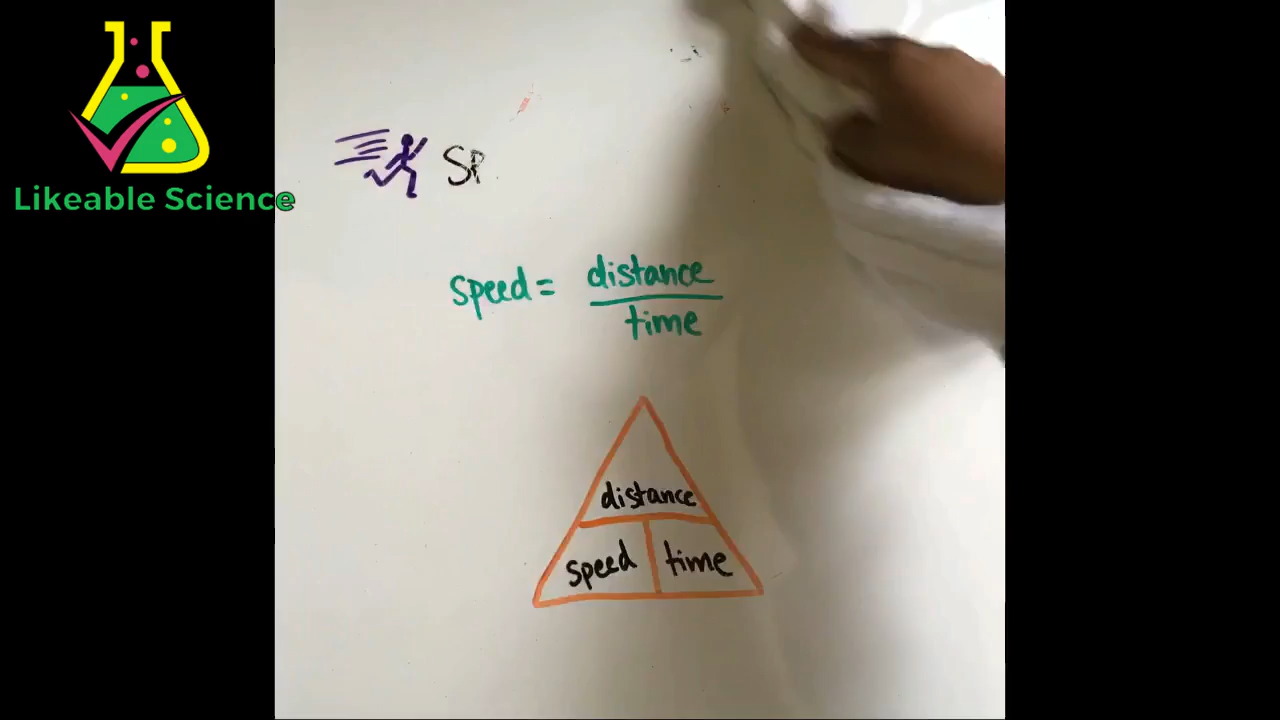 Likeable Science
SP
speed = distance
time
distance
speed time